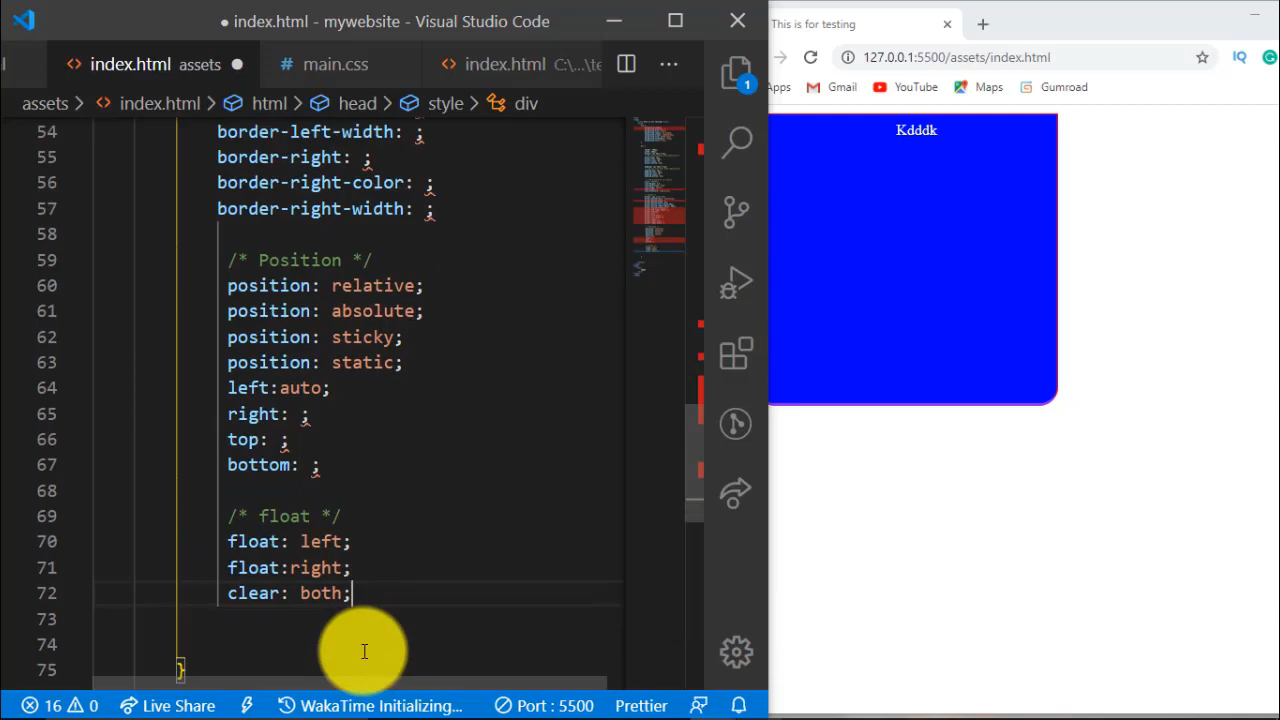 ● index.html - mywebsite - Visual Studio Code
index.html assets ●
# main.css
index.html C:\...\te
assets > index.html > html > head > style > div
54 border-left-width: ;
55 border-right: ;
56 border-right-color: ;
57 border-right-width: ;
58
59 /* Position */
60 position: relative;
61 position: absolute;
62 position: sticky;
63 position: static;
64 left:auto;
65 right: ;
66 top: ;
67 bottom: ;
68
69 /* float */
70 float: left;
71 float:right;
72 clear: both;
73
74
75 }
1
16 0 Live Share WakaTime Initializing... Port : 5500 Prettier
This is for testing
127.0.0.1:5500/assets/index.html
IQ
G
Apps Gmail YouTube Maps Gumroad
Kdddk